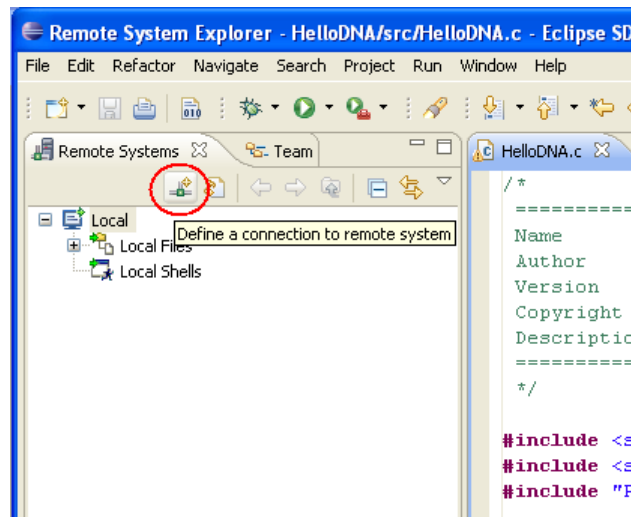 Remote System Explorer - HelloDNA/src/HelloDNA.c - Eclipse SD
File Edit Refactor Navigate Search Project Run Window Help
Remote Systems Team
HelloDNA.c
Local
Define a connection to remote system
Local Files
Local Shells
/*
==========
Name
Author
Version
Copyright
Descriptio
==========
*/
#include <s
#include <s
#include "P